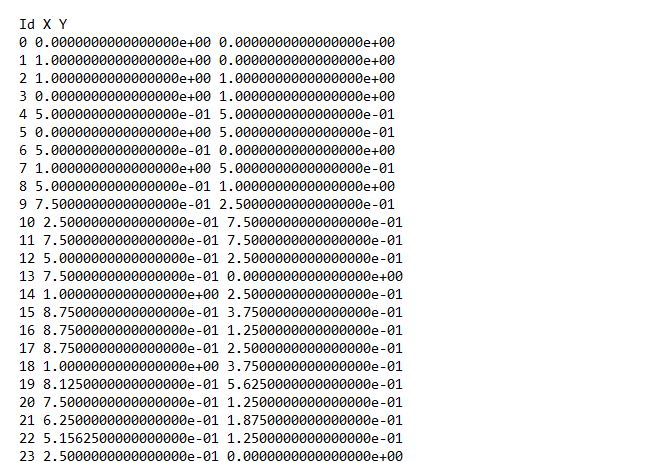 Id X Y
0 0.0000000000000000e+00 0.0000000000000000e+00
1 1.0000000000000000e+00 0.0000000000000000e+00
2 1.0000000000000000e+00 1.0000000000000000e+00
3 0.0000000000000000e+00 1.0000000000000000e+00
4 5.0000000000000000e-01 5.0000000000000000e-01
5 0.0000000000000000e+00 5.0000000000000000e-01
6 5.0000000000000000e-01 0.0000000000000000e+00
7 1.0000000000000000e+00 5.0000000000000000e-01
8 5.0000000000000000e-01 1.0000000000000000e+00
9 7.5000000000000000e-01 2.5000000000000000e-01
10 2.5000000000000000e-01 7.5000000000000000e-01
11 7.5000000000000000e-01 7.5000000000000000e-01
12 5.0000000000000000e-01 2.5000000000000000e-01
13 7.5000000000000000e-01 0.0000000000000000e+00
14 1.0000000000000000e+00 2.5000000000000000e-01
15 8.7500000000000000e-01 3.7500000000000000e-01
16 8.7500000000000000e-01 1.2500000000000000e-01
17 8.7500000000000000e-01 2.5000000000000000e-01
18 1.0000000000000000e+00 3.7500000000000000e-01
19 8.1250000000000000e-01 5.6250000000000000e-01
20 7.5000000000000000e-01 1.2500000000000000e-01
21 6.2500000000000000e-01 1.8750000000000000e-01
22 5.1562500000000000e-01 1.2500000000000000e-01
23 2.5000000000000000e-01 0.0000000000000000e+00